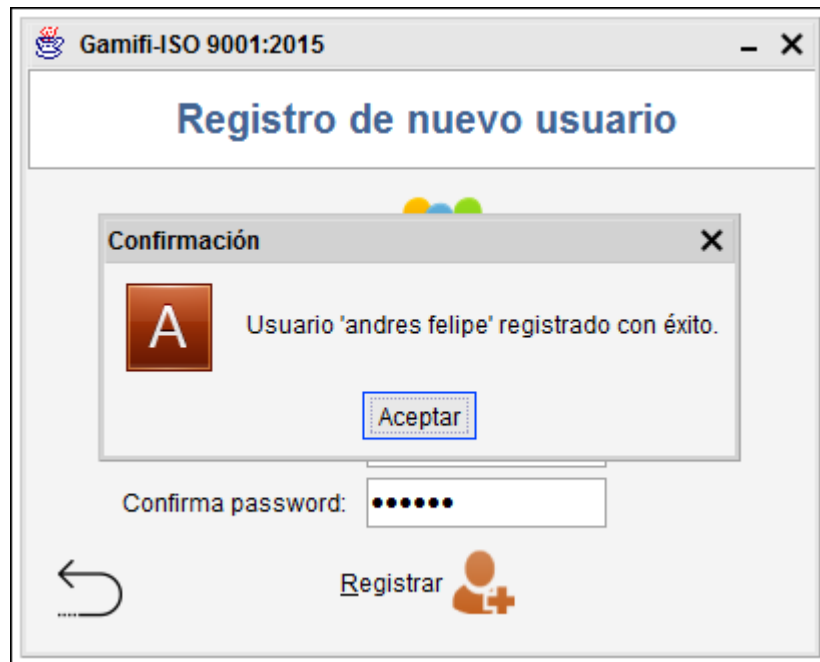 Gamifi-ISO 9001:2015
Registro de nuevo usuario
Confirmación
A
Usuario 'andres felipe' registrado con éxito.
Aceptar
Confirma password: ●●●●●●
Registrar